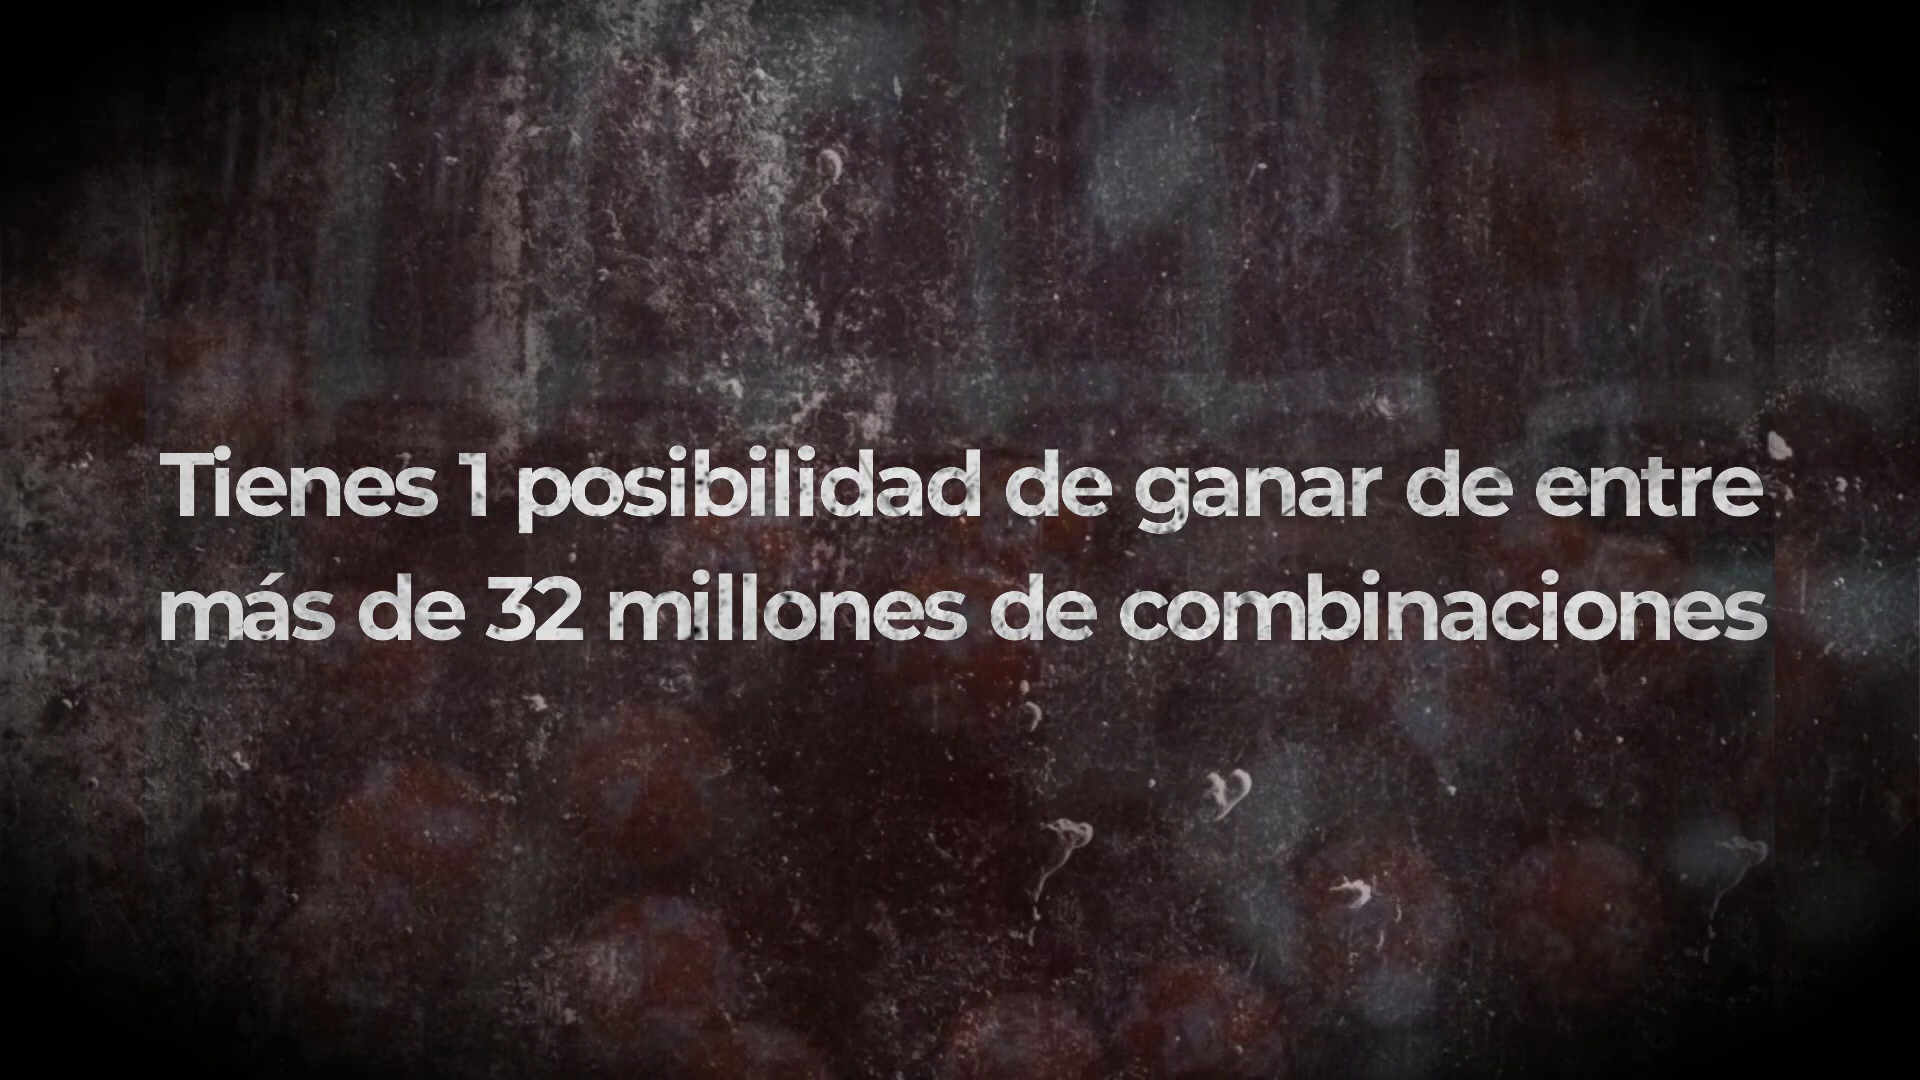 Tienes 1 posibilidad de ganar de entre
más de 32 millones de combinaciones